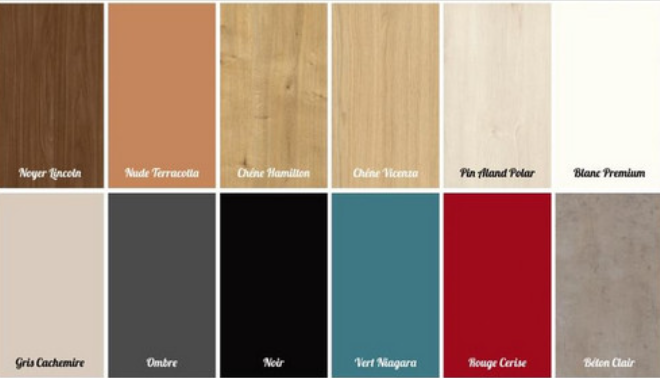 Noyer Lincoln
Nude Terracotta
Chêne Hamilton
Chêne Vicenza
Pin Aland Polar
Blanc Premium
Gris Cachemire
Ombre
Noir
Vert Niagara
Rouge Cerise
Béton Clair